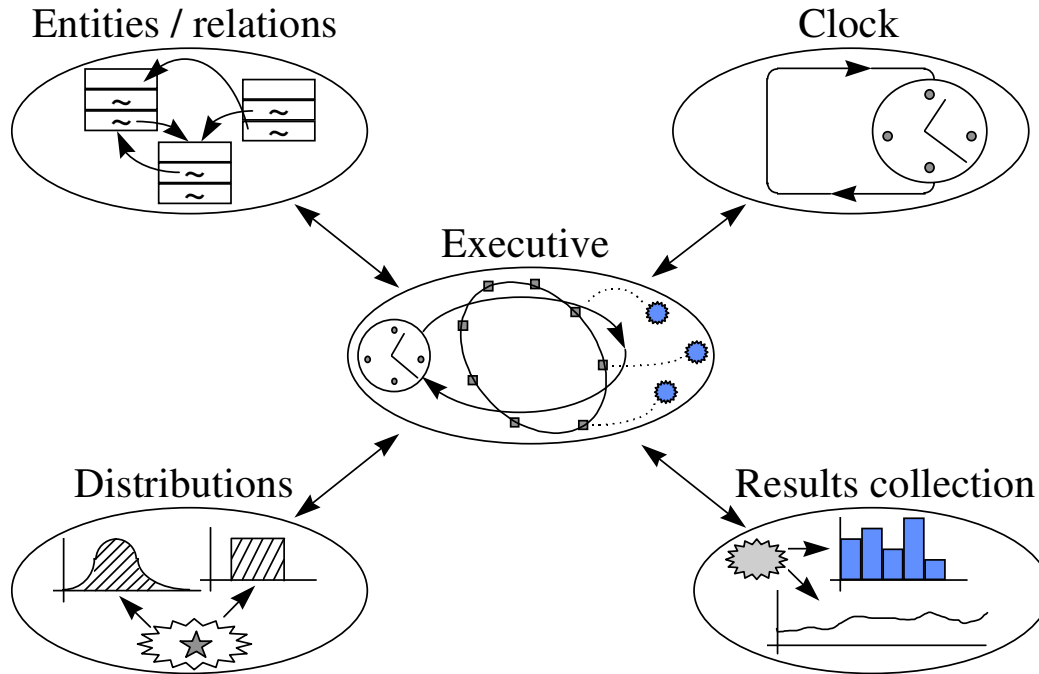 Entities / relations
Clock
Executive
Distributions
Results collection